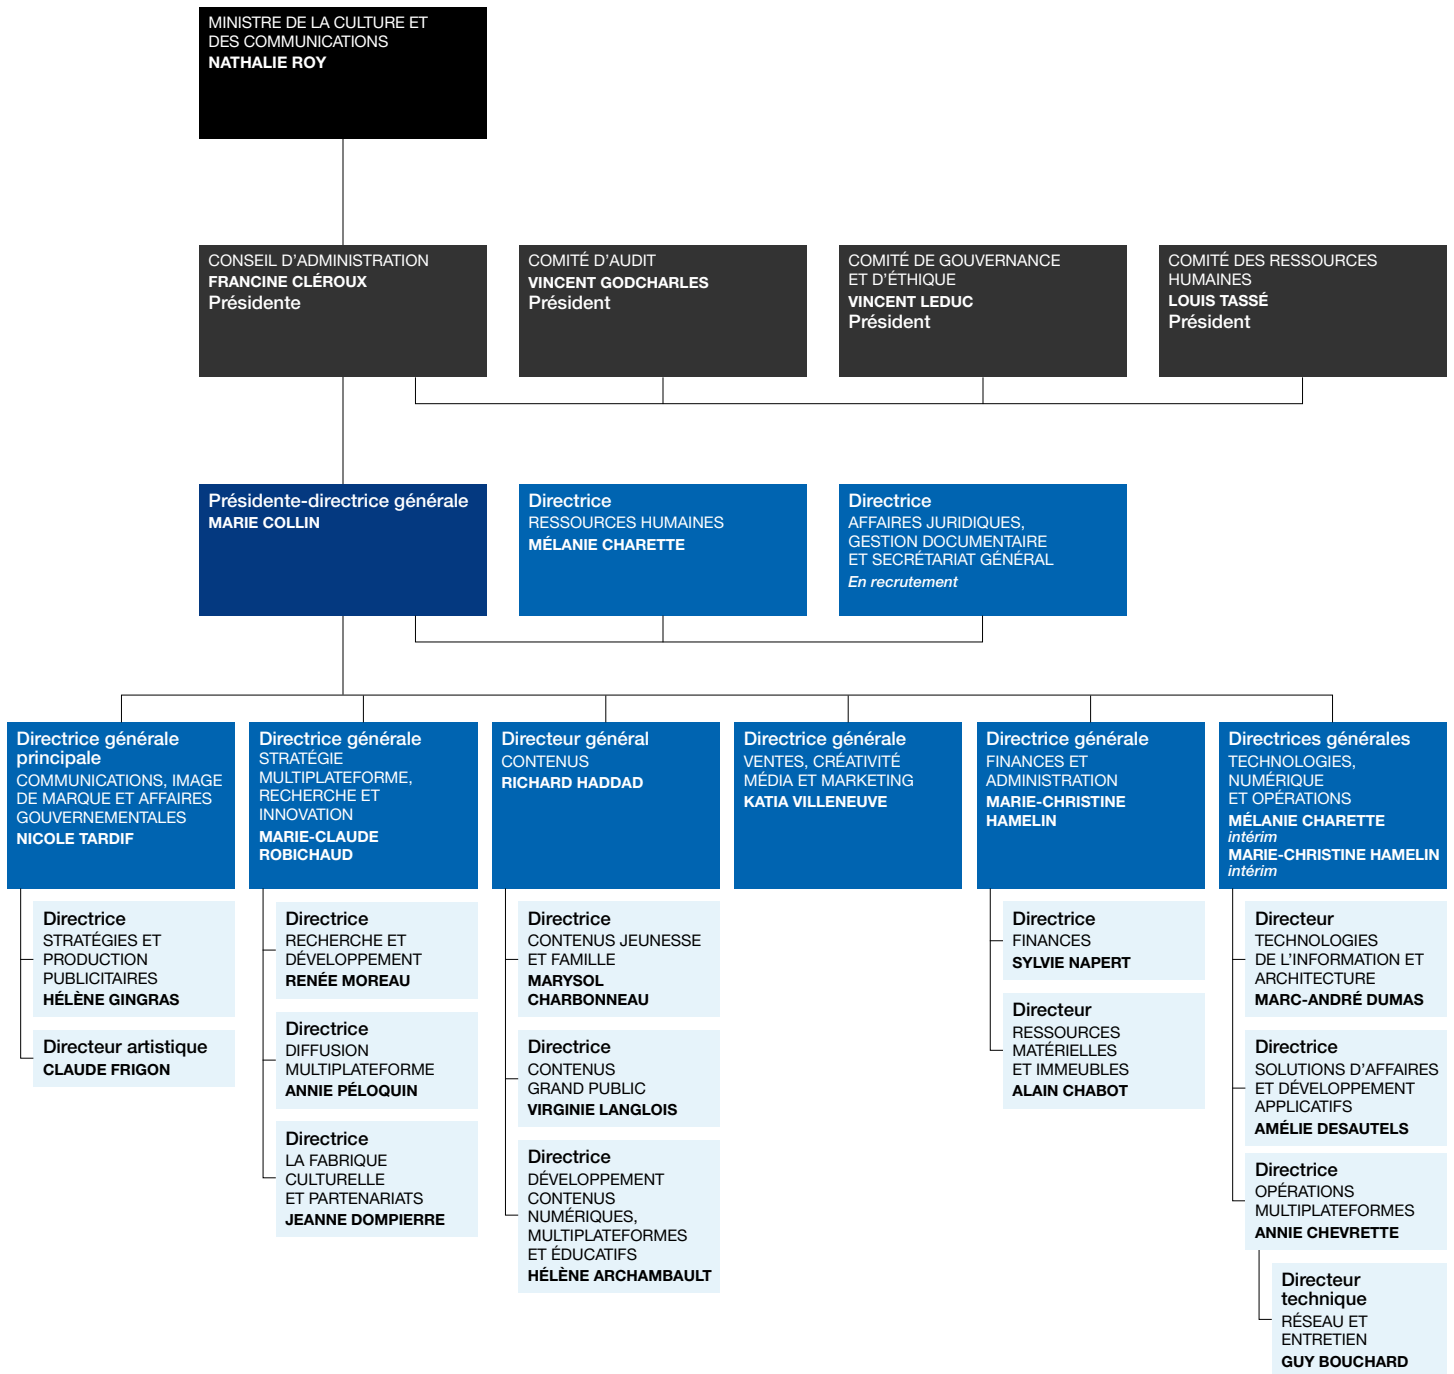 MINISTRE DE LA CULTURE ET
DES COMMUNICATIONS
NATHALIE ROY
CONSEIL D’ADMINISTRATION
FRANCINE CLÉROUX
Présidente
COMITÉ D’AUDIT
VINCENT GODCHARLES
Président
COMITÉ DE GOUVERNANCE
ET D’ÉTHIQUE
VINCENT LEDUC
Président
COMITÉ DES RESSOURCES
HUMAINES
LOUIS TASSÉ
Président
Présidente-directrice générale
MARIE COLLIN
Directrice
RESSOURCES HUMAINES
MÉLANIE CHARETTE
Directrice
AFFAIRES JURIDIQUES,
GESTION DOCUMENTAIRE
ET SECRÉTARIAT GÉNÉRAL
En recrutement
Directrice générale
principale
COMMUNICATIONS, IMAGE
DE MARQUE ET AFFAIRES
GOUVERNEMENTALES
NICOLE TARDIF
Directrice
STRATÉGIES ET
PRODUCTION
PUBLICITAIRES
HÉLÈNE GINGRAS
Directeur artistique
CLAUDE FRIGON
Directrice générale
STRATÉGIE
MULTIPLATEFORME,
RECHERCHE ET
INNOVATION
MARIE-CLAUDE
ROBICHAUD
Directrice
RECHERCHE ET
DÉVELOPPEMENT
RENÉE MOREAU
Directrice
DIFFUSION
MULTIPLATEFORME
ANNIE PÉLOQUIN
Directrice
LA FABRIQUE
CULTURELLE
ET PARTENARIATS
JEANNE DOMPIERRE
Directeur général
CONTENUS
RICHARD HADDAD
Directrice
CONTENUS JEUNESSE
ET FAMILLE
MARYSOL
CHARBONNEAU
Directrice
CONTENUS
GRAND PUBLIC
VIRGINIE LANGLOIS
Directrice
DÉVELOPPEMENT
CONTENUS
NUMÉRIQUES,
MULTIPLATEFORMES
ET ÉDUCATIFS
HÉLÈNE ARCHAMBAULT
Directrice générale
VENTES, CRÉATIVITÉ
MÉDIA ET MARKETING
KATIA VILLENEUVE
Directrice générale
FINANCES ET
ADMINISTRATION
MARIE-CHRISTINE
HAMELIN
Directrice
FINANCES
SYLVIE NAPERT
Directeur
RESSOURCES
MATÉRIELLES
ET IMMEUBLES
ALAIN CHABOT
Directrices générales
TECHNOLOGIES,
NUMÉRIQUE
ET OPÉRATIONS
MÉLANIE CHARETTE
intérim
MARIE-CHRISTINE HAMELIN
intérim
Directeur
TECHNOLOGIES
DE L’INFORMATION ET
ARCHITECTURE
MARC-ANDRÉ DUMAS
Directrice
SOLUTIONS D’AFFAIRES
ET DÉVELOPPEMENT
APPLICATIFS
AMÉLIE DESAUTELS
Directrice
OPÉRATIONS
MULTIPLATEFORMES
ANNIE CHEVRETTE
Directeur
technique
RÉSEAU ET
ENTRETIEN
GUY BOUCHARD